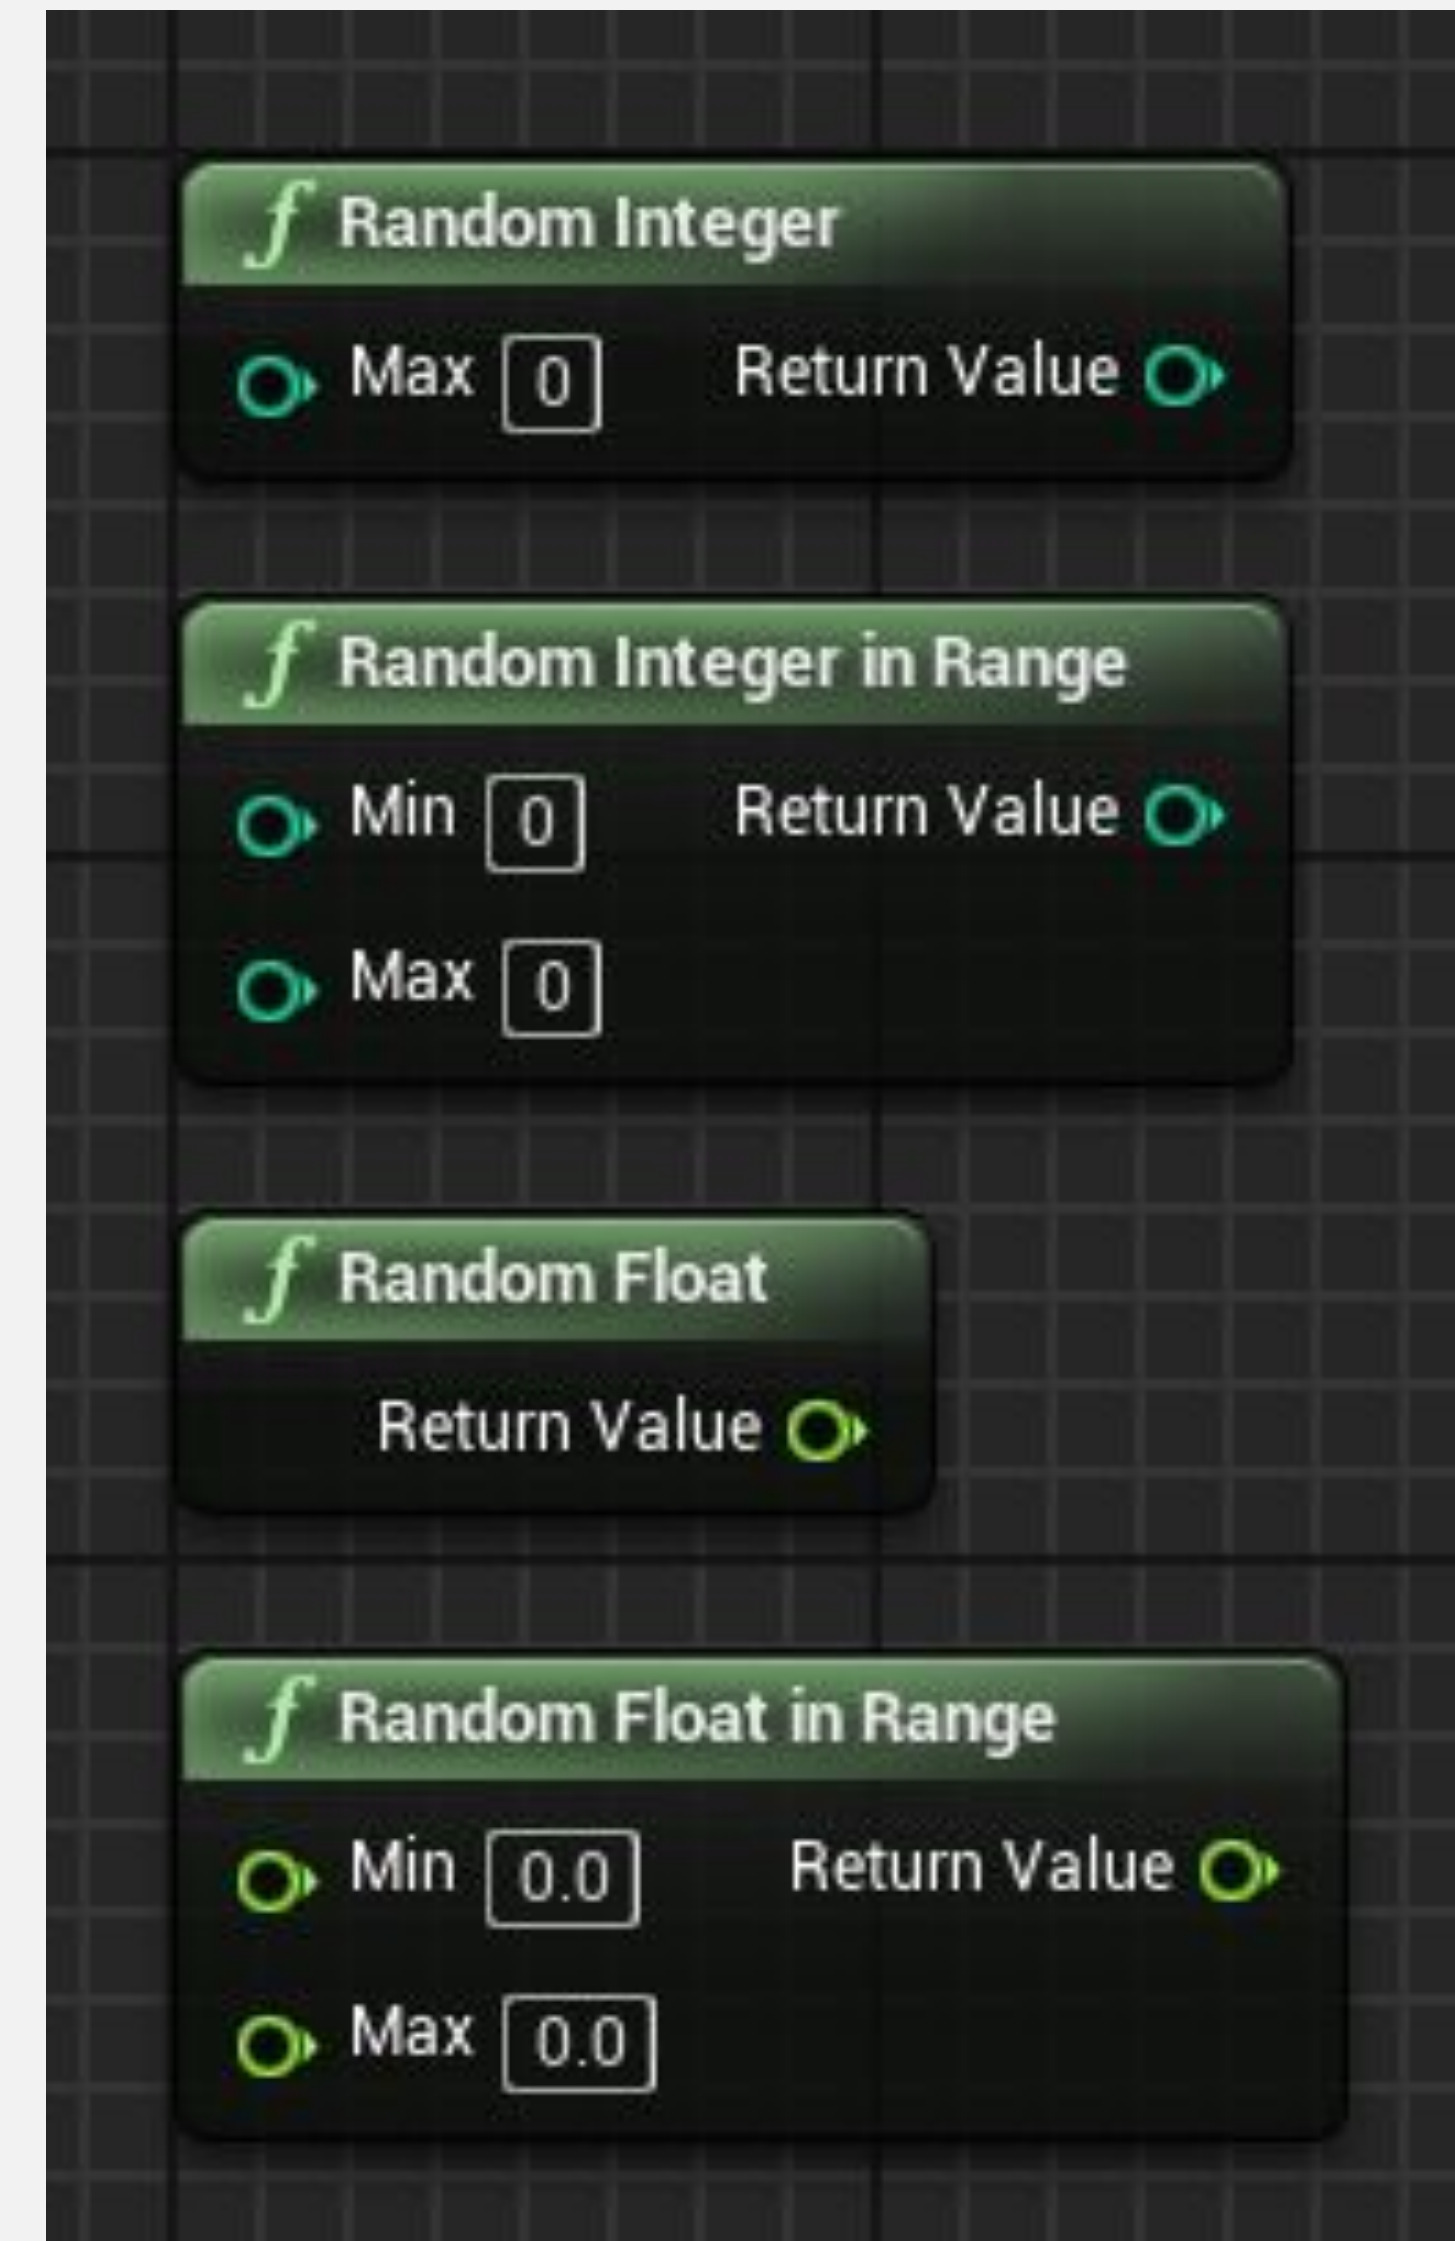 f Random Integer
Max 0 Return Value
f Random Integer in Range
Min 0 Return Value
Max 0
f Random Float
Return Value
f Random Float in Range
Min 0.0 Return Value
Max 0.0